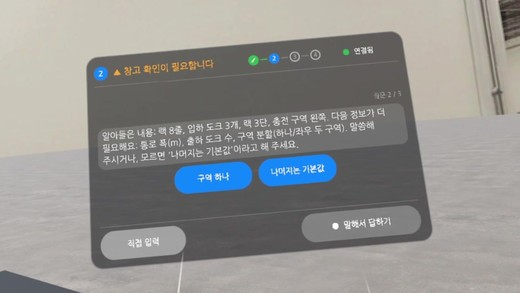 2 ▲ 창고 확인이 필요합니다
2 3 4
연결됨
질문 2 / 3
알아들은 내용: 랙 8줄, 입하 도크 3개, 랙 3단, 충전 구역 왼쪽. 다음 정보가 더
필요해요: 통로 폭(m), 출하 도크 수, 구역 분할(하나/좌우 두 구역). 말씀해
주시거나, 모르면 '나머지는 기본값'이라고 해 주세요.
구역 하나
나머지는 기본값
직접 입력
말해서 답하기